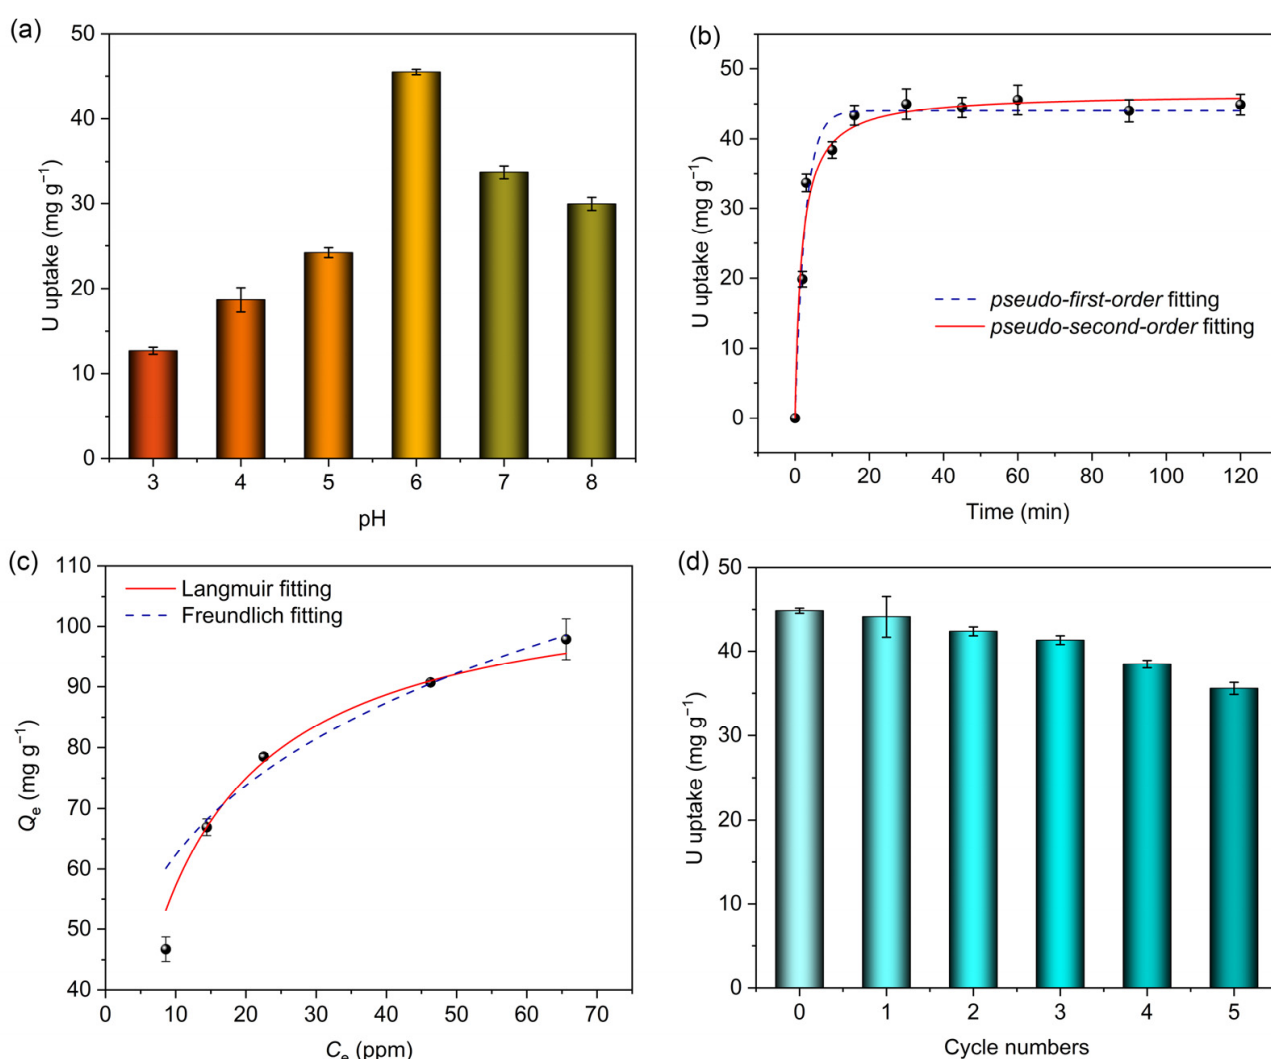 (a)
50
40
30
20
10
0
U uptake (mg g⁻¹)
3 4 5 6 7 8
pH
(b)
50
40
30
20
10
0
U uptake (mg g⁻¹)
pseudo-first-order fitting
pseudo-second-order fitting
0 20 40 60 80 100 120
Time (min)
(c)
110
100
90
80
70
60
50
40
Qₑ (mg g⁻¹)
Langmuir fitting
Freundlich fitting
0 10 20 30 40 50 60 70
Cₑ (ppm)
(d)
50
40
30
20
10
0
U uptake (mg g⁻¹)
0 1 2 3 4 5
Cycle numbers